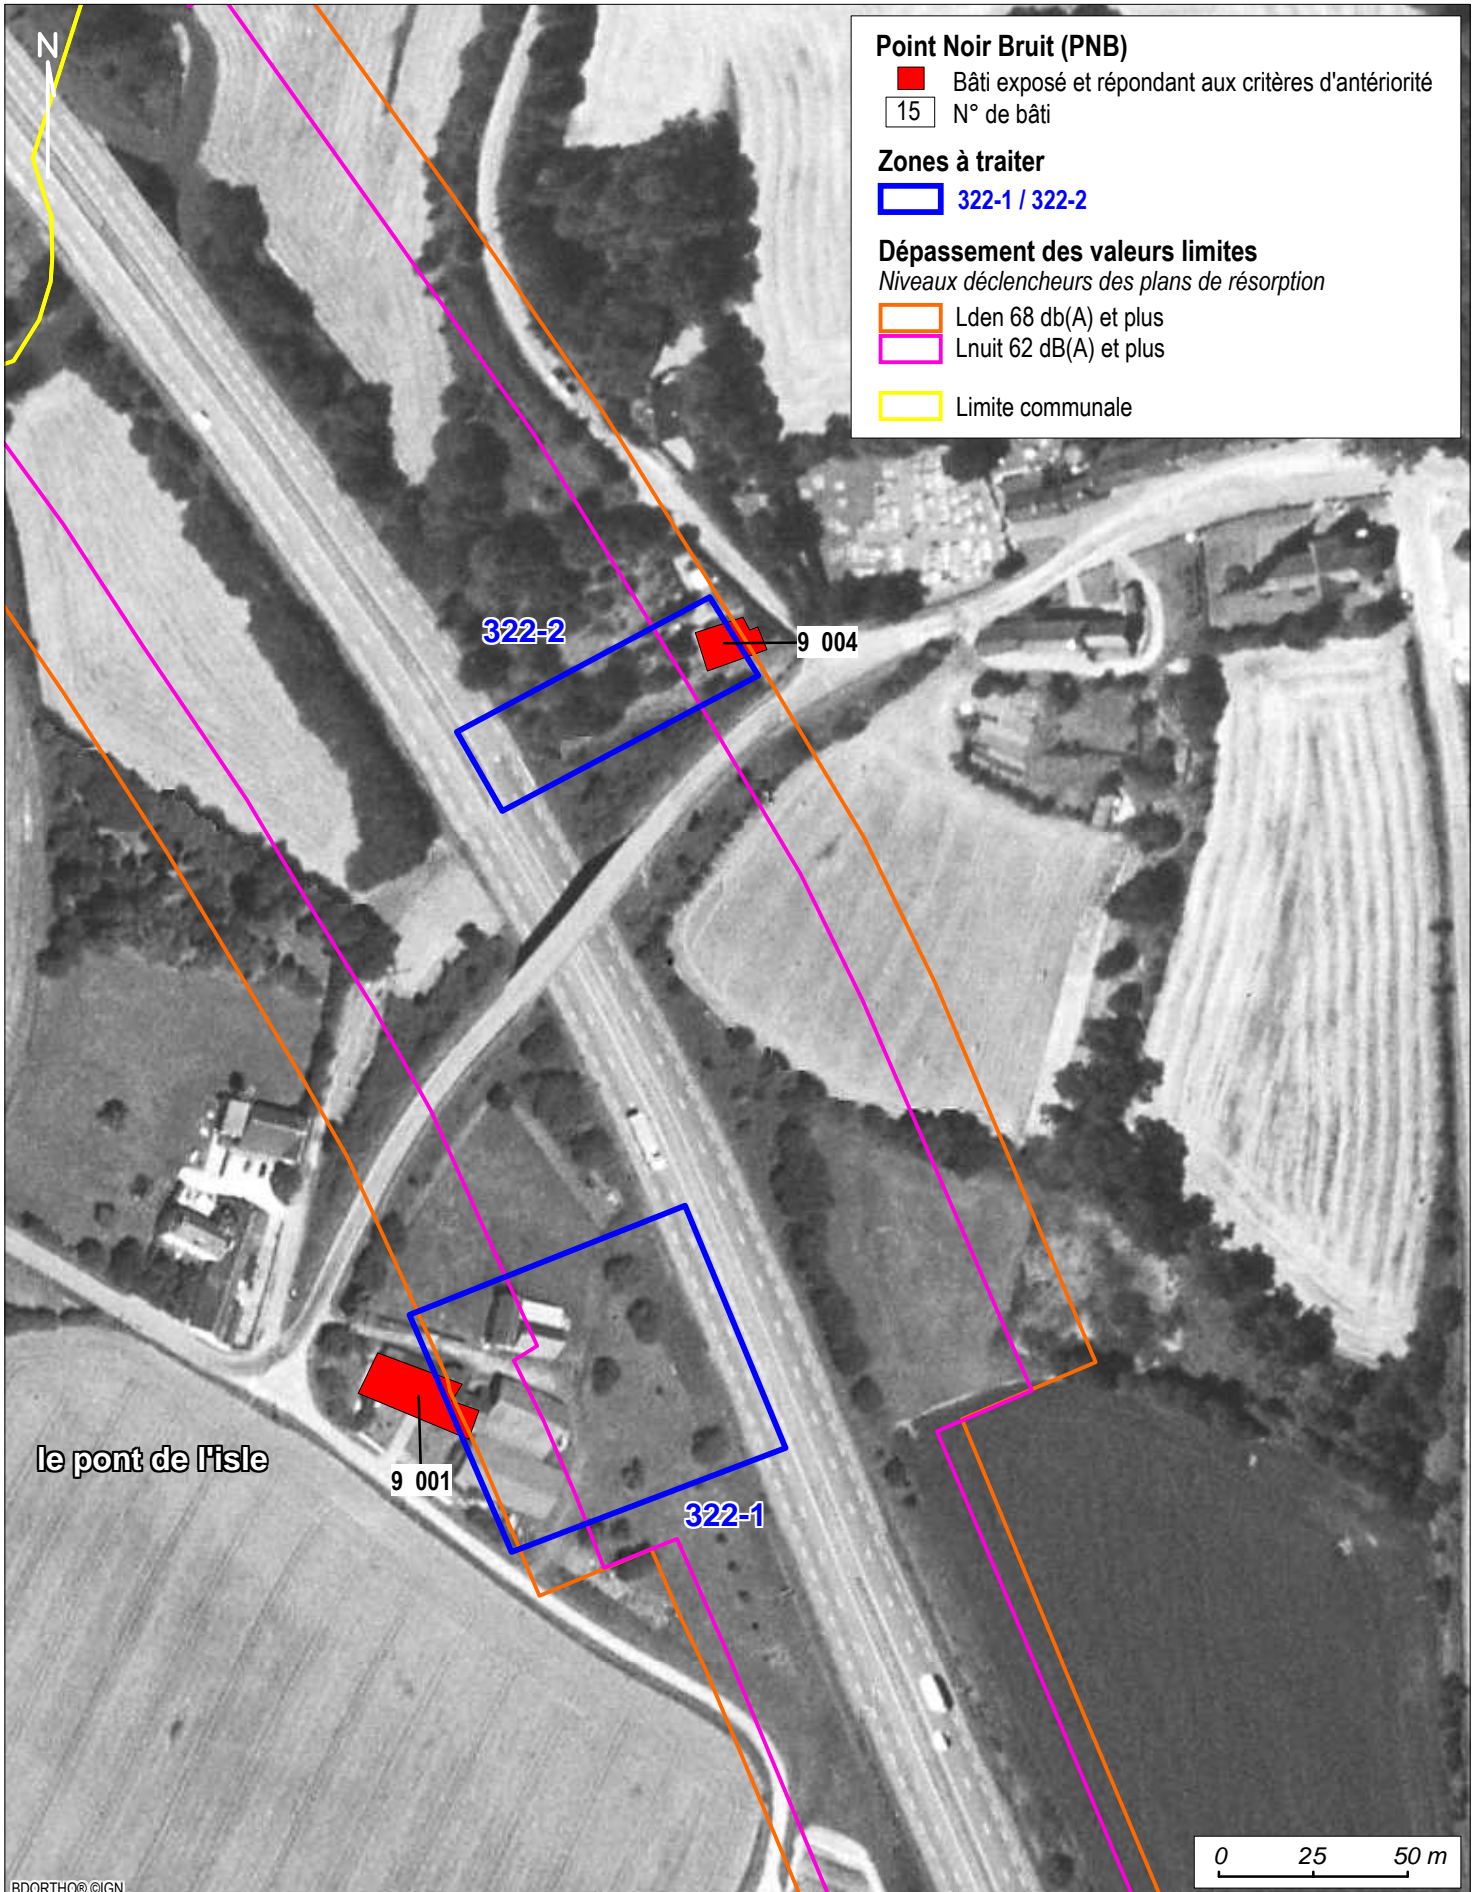 N
Point Noir Bruit (PNB)
Bâti exposé et répondant aux critères d'antériorité
15 N° de bâti
Zones à traiter
322-1 / 322-2
Dépassement des valeurs limites
Niveaux déclencheurs des plans de résorption
Lden 68 db(A) et plus
Lnuit 62 dB(A) et plus
Limite communale
322-2
9 004
le pont de l'isle
9 001
322-1
0 25 50 m
BDORTHO® ©IGN